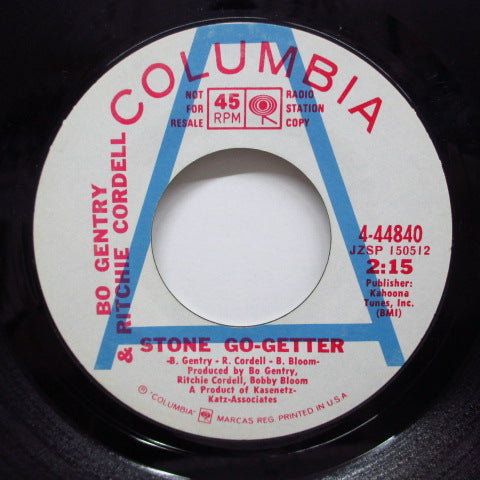 COLUMBIA
NOT FOR RESALE
45 RPM
RADIO STATION COPY
BO GENTRY
& RITCHIE CORDELL
4-44840
JZSP 150512
2:15
Publisher:
Kahoona
Tunes, Inc.
(BMI)
STONE GO-GETTER
-B. Gentry - R. Cordell - B. Bloom-
Produced by Bo Gentry,
Ritchie Cordell, Bobby Bloom
A Product of Kasenetz-
Katz-Associates
® "COLUMBIA" MARCAS REG. PRINTED IN U.S.A.